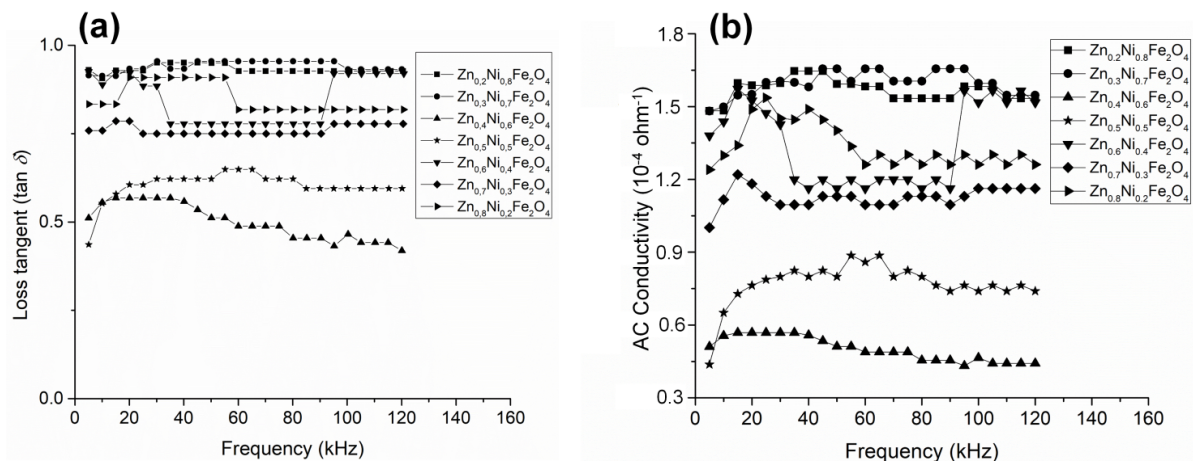 (a)
1.0
0.5
0.0
0 20 40 60 80 100 120 140 160
Loss tangent (tan δ)
Frequency (kHz)
Zn0,2Ni0,8Fe2O4
Zn0,3Ni0,7Fe2O4
Zn0,4Ni0,6Fe2O4
Zn0,5Ni0,5Fe2O4
Zn0,6Ni0,4Fe2O4
Zn0,7Ni0,3Fe2O4
Zn0,8Ni0,2Fe2O4
(b)
1.8
1.5
1.2
0.9
0.6
0.3
0 20 40 60 80 100 120 140 160
AC Conductivity (10⁻⁴ ohm⁻¹)
Frequency (kHz)
Zn0.2Ni0.8Fe2O4
Zn0.3Ni0.7Fe2O4
Zn0.4Ni0.6Fe2O4
Zn0.5Ni0.5Fe2O4
Zn0.6Ni0.4Fe2O4
Zn0.7Ni0.3Fe2O4
Zn0.8Ni0.2Fe2O4